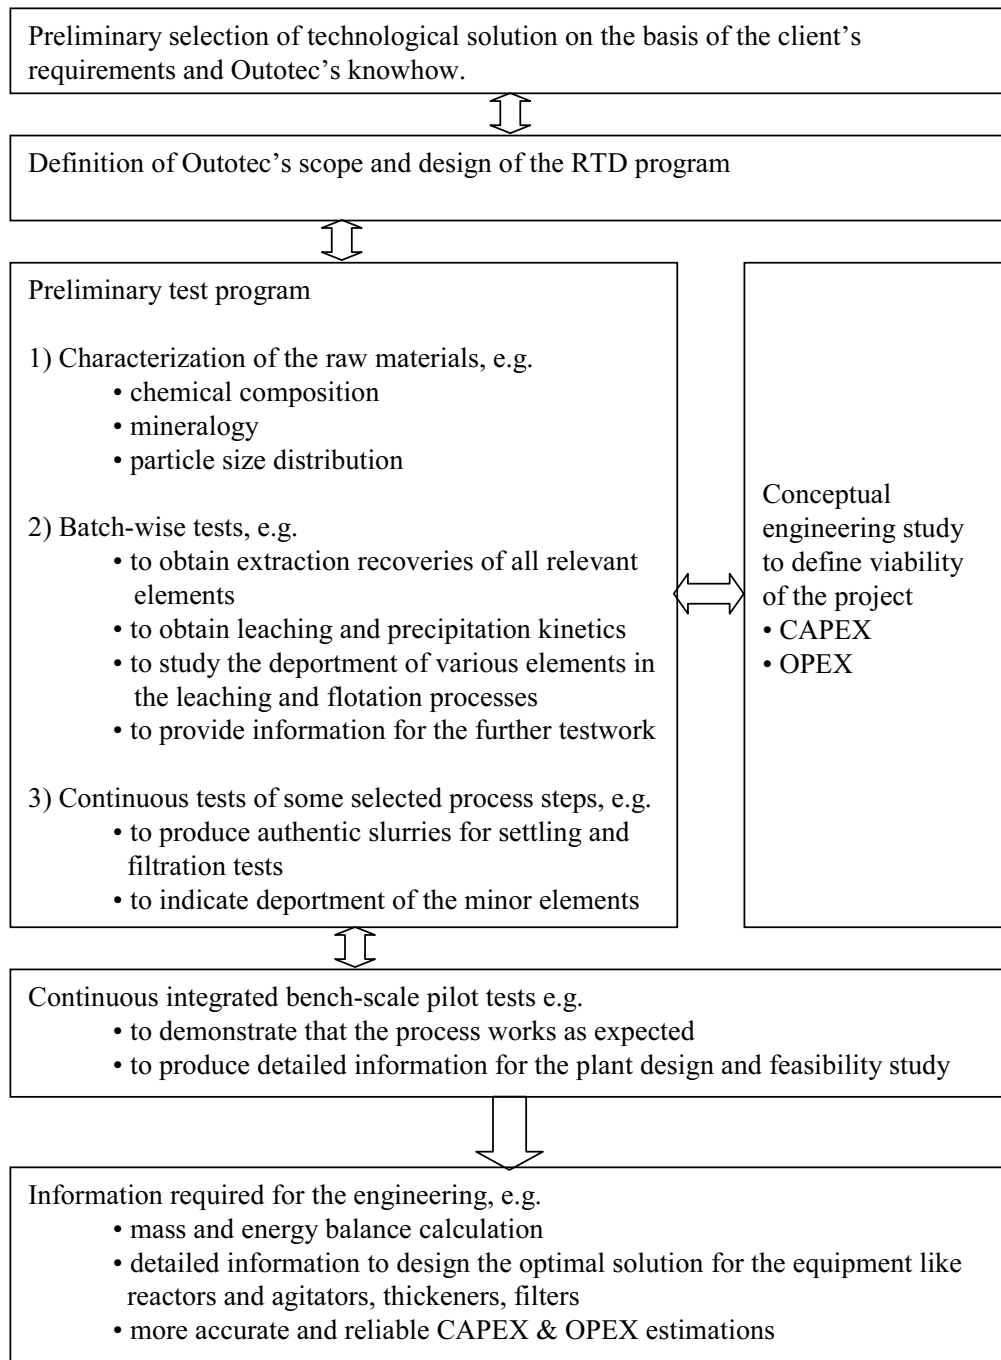 Preliminary selection of technological solution on the basis of the client's
requirements and Outotec's knowhow.
Definition of Outotec's scope and design of the RTD program
Preliminary test program
1) Characterization of the raw materials, e.g.
• chemical composition
• mineralogy
• particle size distribution
2) Batch-wise tests, e.g.
• to obtain extraction recoveries of all relevant
elements
• to obtain leaching and precipitation kinetics
• to study the department of various elements in
the leaching and flotation processes
• to provide information for the further testwork
3) Continuous tests of some selected process steps, e.g.
• to produce authentic slurries for settling and
filtration tests
• to indicate deportment of the minor elements
Conceptual
engineering study
to define viability
of the project
• CAPEX
• OPEX
Continuous integrated bench-scale pilot tests e.g.
• to demonstrate that the process works as expected
• to produce detailed information for the plant design and feasibility study
Information required for the engineering, e.g.
• mass and energy balance calculation
• detailed information to design the optimal solution for the equipment like
reactors and agitators, thickeners, filters
• more accurate and reliable CAPEX & OPEX estimations